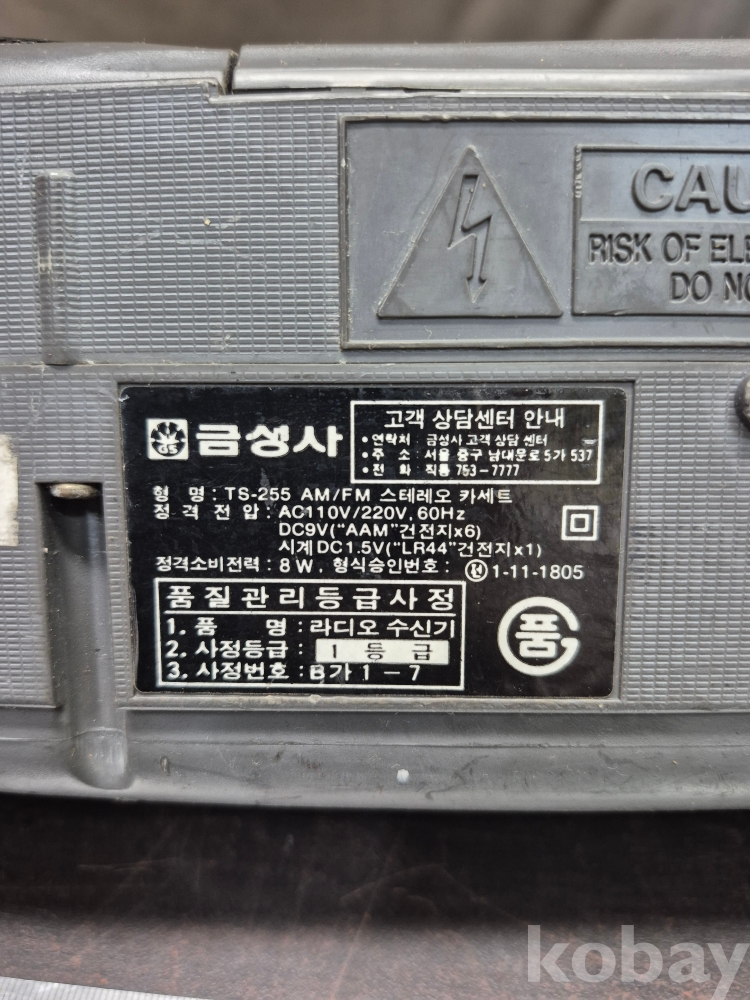 CAU
RISK OF ELE
DO NO
GS 금성사
고객 상담센터 안내
• 연락처 금성사 고객 상담 센터
• 주 소 : 서울 중구 남대문로 5가 537
• 전 화 : 직통 753-7777
형 명 : TS-255 AM/FM 스테레오 카세트
정 격 전 압 : AC110V/220V, 60Hz
DC9V("AAM"건전지x6)
시계 DC1.5V("LR44"건전지x1)
정격소비전력 : 8W, 형식승인번호 : 1-11-1805
품질관리등급사정
1. 품 명 : 라디오 수신기
2. 사정등급 : 1 등 급
3. 사정번호 : B가 1-7
품
kobay